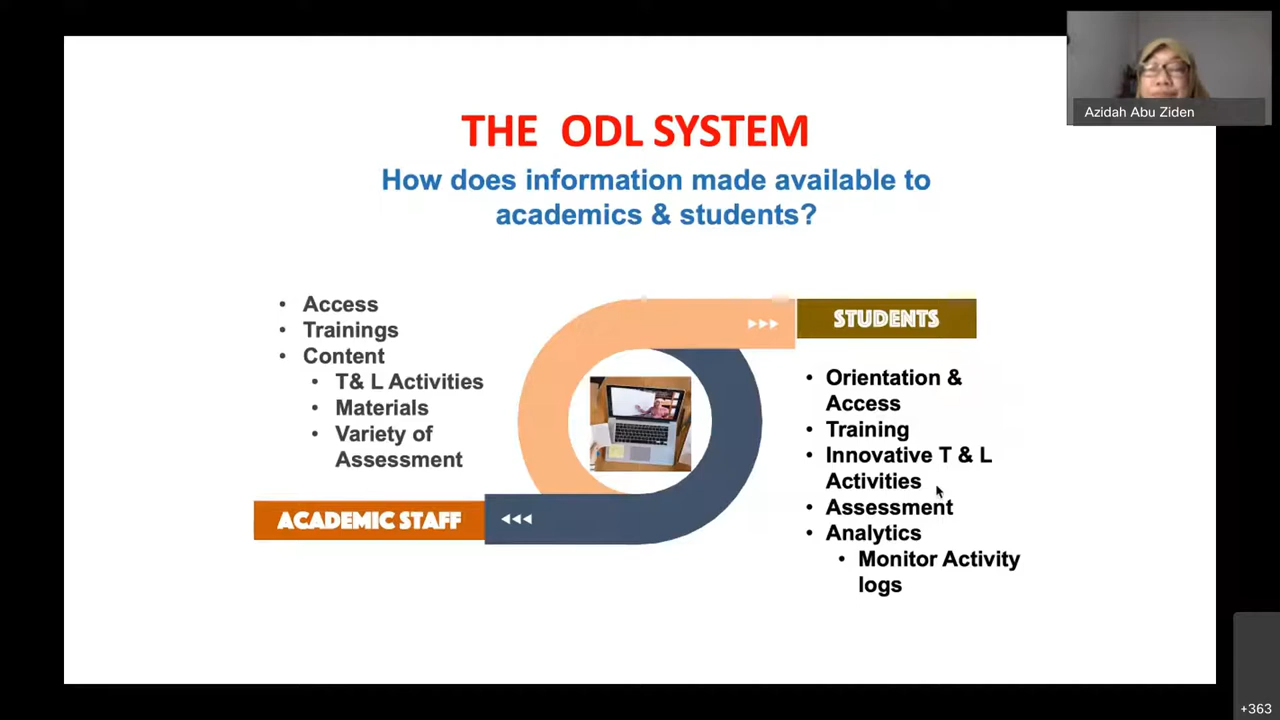 Azidah Abu Ziden
THE ODL SYSTEM
How does information made available to
academics & students?
• Access
• Trainings
• Content
• T& L Activities
• Materials
• Variety of
Assessment
ACADEMIC STAFF
STUDENTS
• Orientation &
Access
• Training
• Innovative T & L
Activities
• Assessment
• Analytics
• Monitor Activity
logs
+363